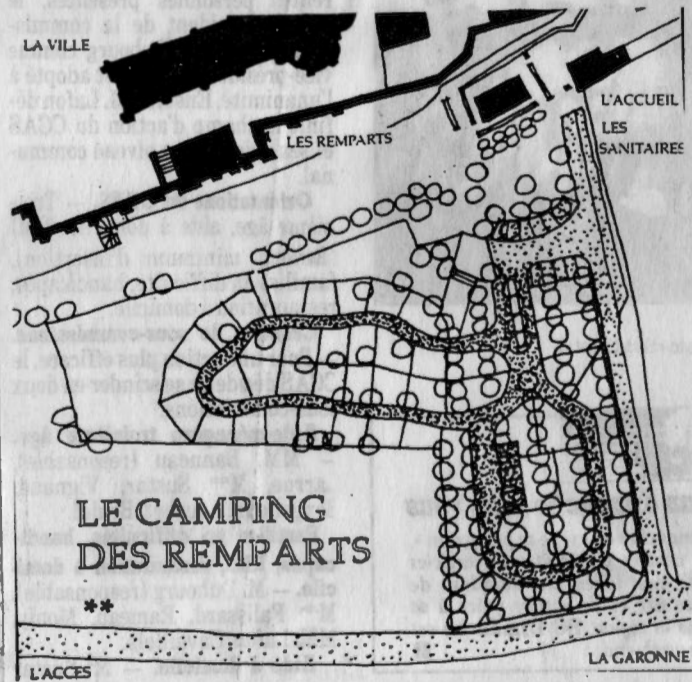 LA VILLE
L'ACCUEIL
LES
SANITAIRES
LES REMPARTS
LE CAMPING
DES REMPARTS
**
L'ACCES
LA GARONNE